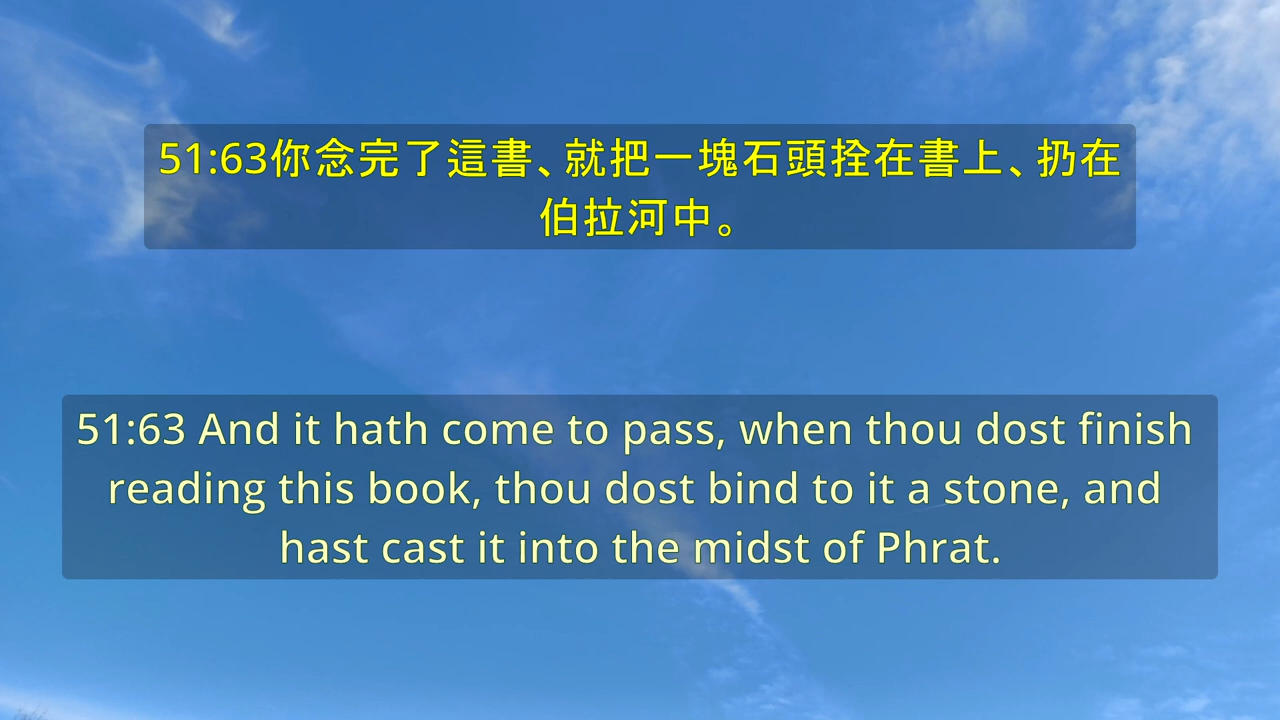 51:63你念完了這書、就把一塊石頭拴在書上、扔在
伯拉河中。
51:63 And it hath come to pass, when thou dost finish
reading this book, thou dost bind to it a stone, and
hast cast it into the midst of Phrat.